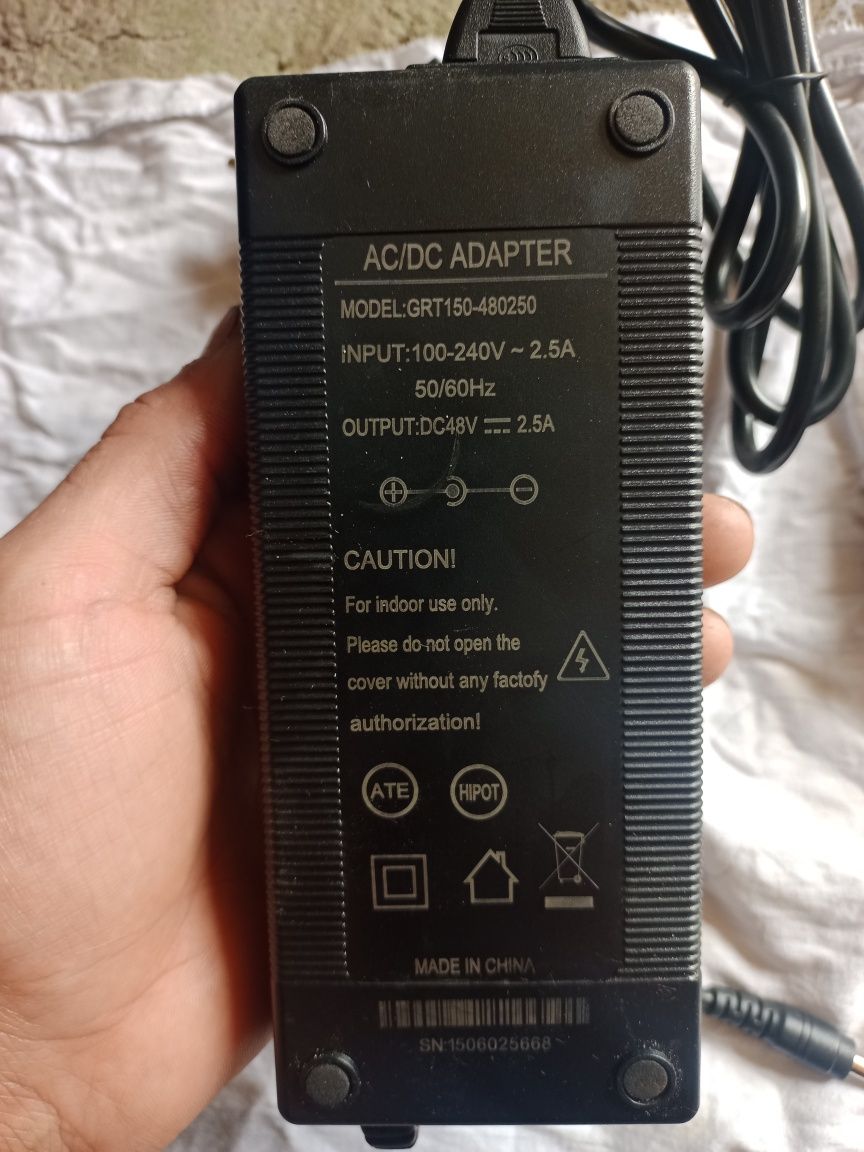 AC/DC ADAPTER
MODEL:GRT150-480250
INPUT:100-240V ~ 2.5A
50/60Hz
OUTPUT:DC48V ⎓ 2.5A
CAUTION!
For indoor use only.
Please do not open the
cover without any factofy
authorization!
ATE HIPOT
MADE IN CHINA
SN:1506025668